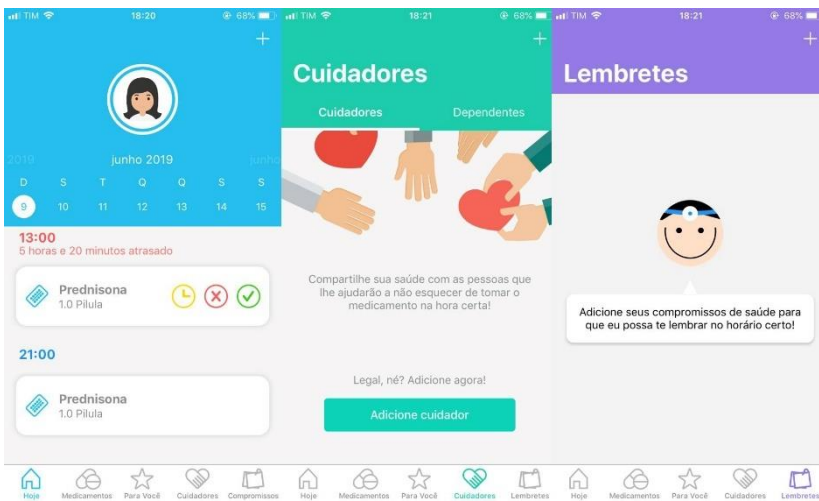 TIM 18:20 68%
2019 junho 2019 junho
D S T Q Q S S
9 10 11 12 13 14 15
13:00
5 horas e 20 minutos atrasado
Prednisona
1.0 Pílula
21:00
Prednisona
1.0 Pílula
Hoje Medicamentos Para Você Cuidadores Compromissos
TIM 18:21 68%
Cuidadores
Cuidadores Dependentes
Compartilhe sua saúde com as pessoas que
lhe ajudarão a não esquecer de tomar o
medicamento na hora certa!
Legal, né? Adicione agora!
Adicione cuidador
Hoje Medicamentos Para Você Cuidadores Lembretes
TIM 18:21 68%
Lembretes
Adicione seus compromissos de saúde para
que eu possa te lembrar no horário certo!
Hoje Medicamentos Para Você Cuidadores Lembretes